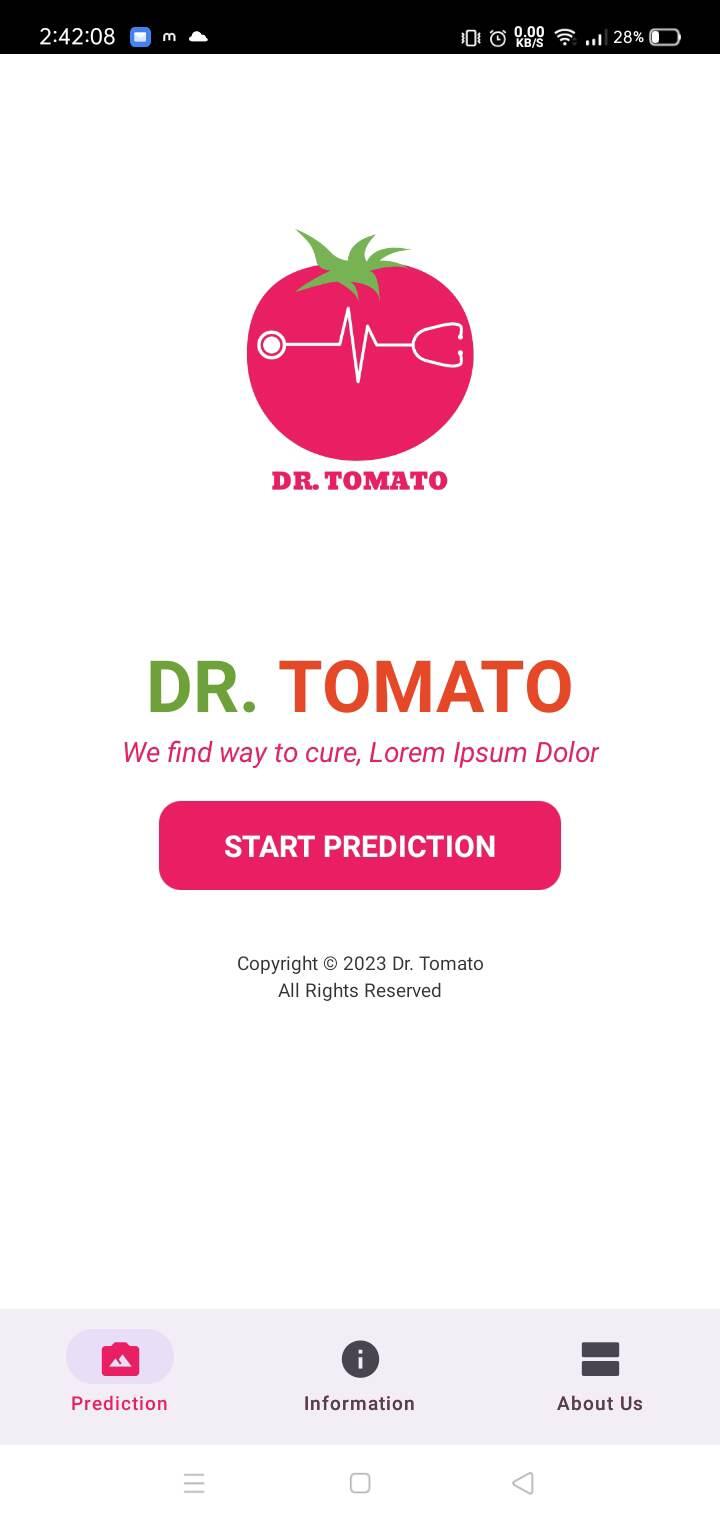 2:42:08 m 0.00 KB/S 28%
DR. TOMATO
DR. TOMATO
We find way to cure, Lorem Ipsum Dolor
START PREDICTION
Copyright © 2023 Dr. Tomato
All Rights Reserved
Prediction Information About Us